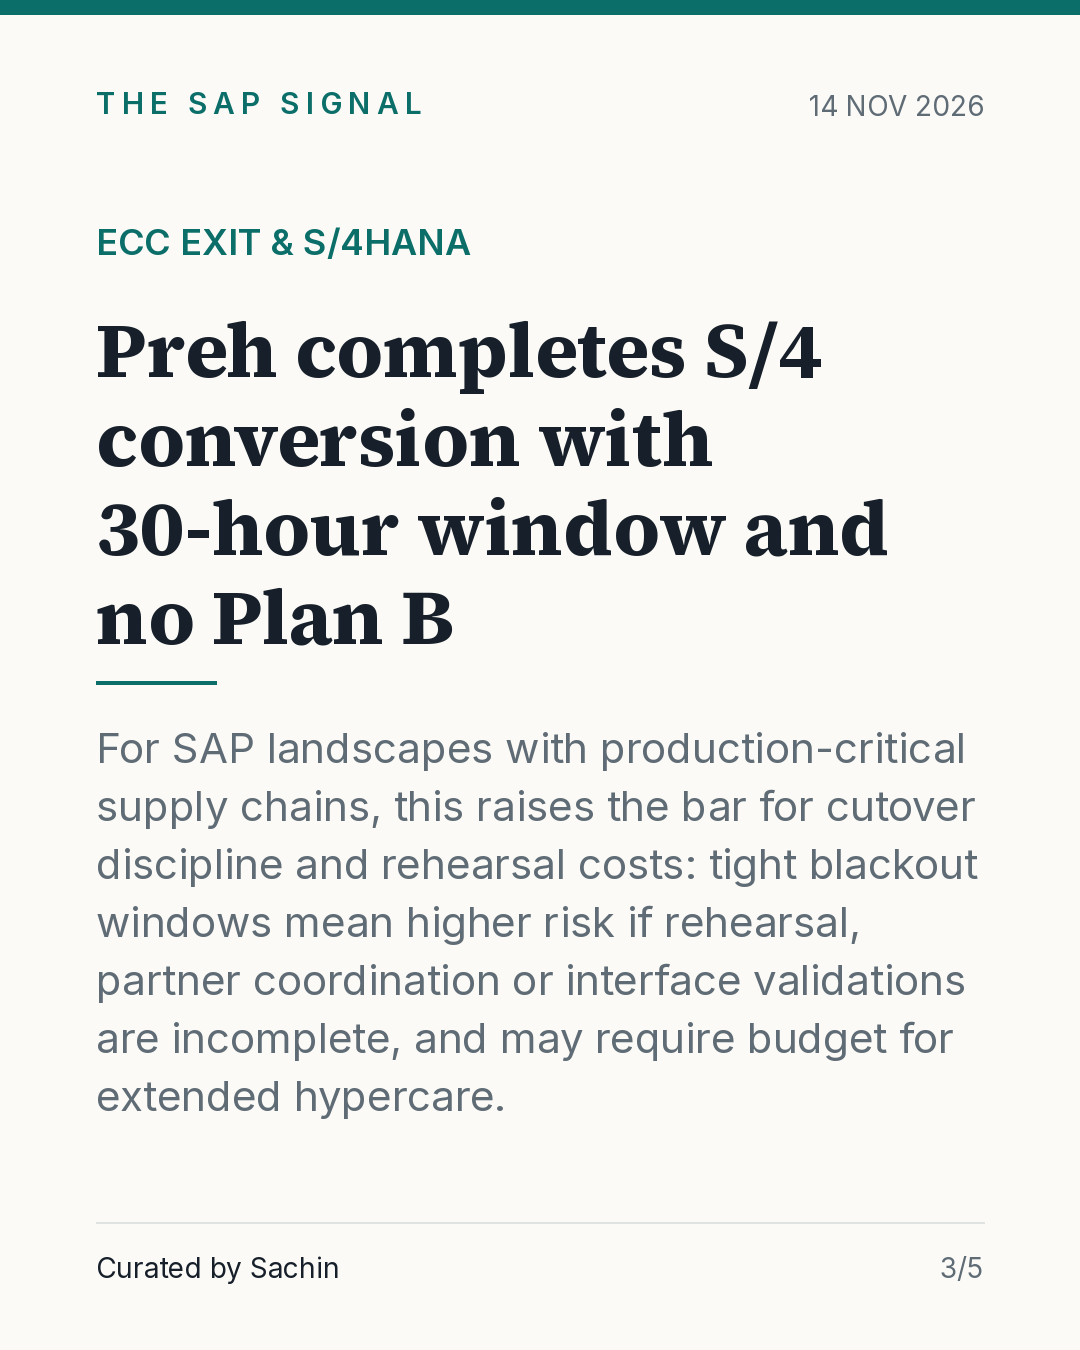 THE SAP SIGNAL
14 NOV 2026
ECC EXIT & S/4HANA
Preh completes S/4
conversion with
30-hour window and
no Plan B
For SAP landscapes with production-critical
supply chains, this raises the bar for cutover
discipline and rehearsal costs: tight blackout
windows mean higher risk if rehearsal,
partner coordination or interface validations
are incomplete, and may require budget for
extended hypercare.
Curated by Sachin
3/5